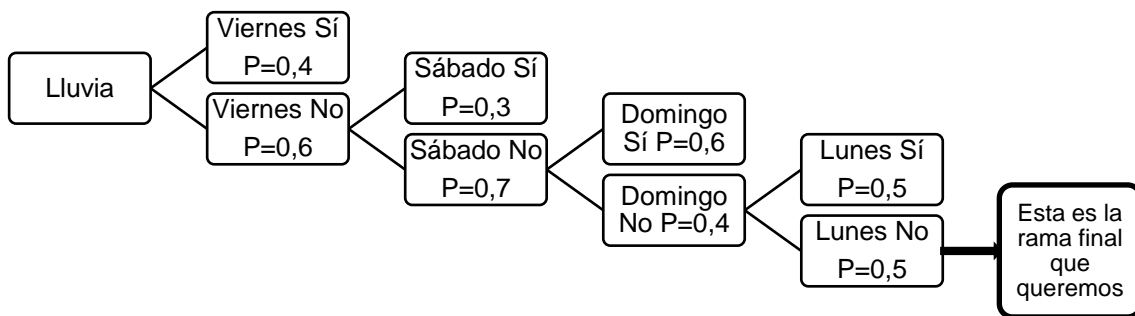 Lluvia
Viernes Sí
P=0,4
Viernes No
P=0,6
Sábado Sí
P=0,3
Sábado No
P=0,7
Domingo
Sí P=0,6
Domingo
No P=0,4
Lunes Sí
P=0,5
Lunes No
P=0,5
Esta es la
rama final
que
queremos